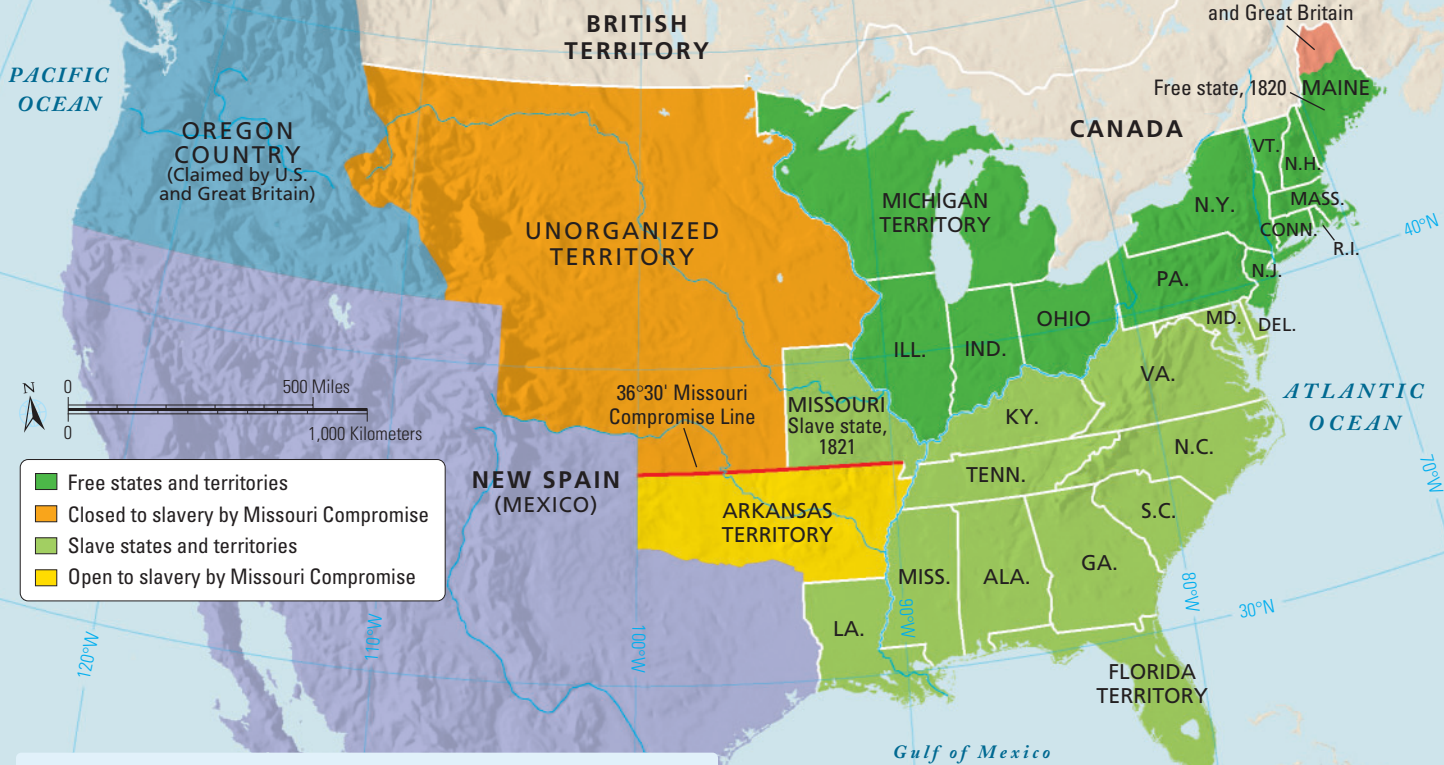 and Great Britain
BRITISH
TERRITORY
PACIFIC
OCEAN
Free state, 1820
MAINE
CANADA
OREGON
COUNTRY
(Claimed by U.S.
and Great Britain)
VT.
N.H.
MICHIGAN
TERRITORY
N.Y.
MASS.
CONN.
R.I.
40°N
UNORGANIZED
TERRITORY
PA.
N.J.
OHIO
MD.
DEL.
ILL.
IND.
VA.
N
0
500 Miles
0
1,000 Kilometers
36°30' Missouri
Compromise Line
MISSOURI
Slave state,
1821
KY.
ATLANTIC
OCEAN
N.C.
TENN.
70°W
Free states and territories
Closed to slavery by Missouri Compromise
Slave states and territories
Open to slavery by Missouri Compromise
NEW SPAIN
(MEXICO)
ARKANSAS
TERRITORY
S.C.
MISS.
ALA.
GA.
80°W
30°N
LA.
90°W
120°W
110°W
100°W
FLORIDA
TERRITORY
Gulf of Mexico